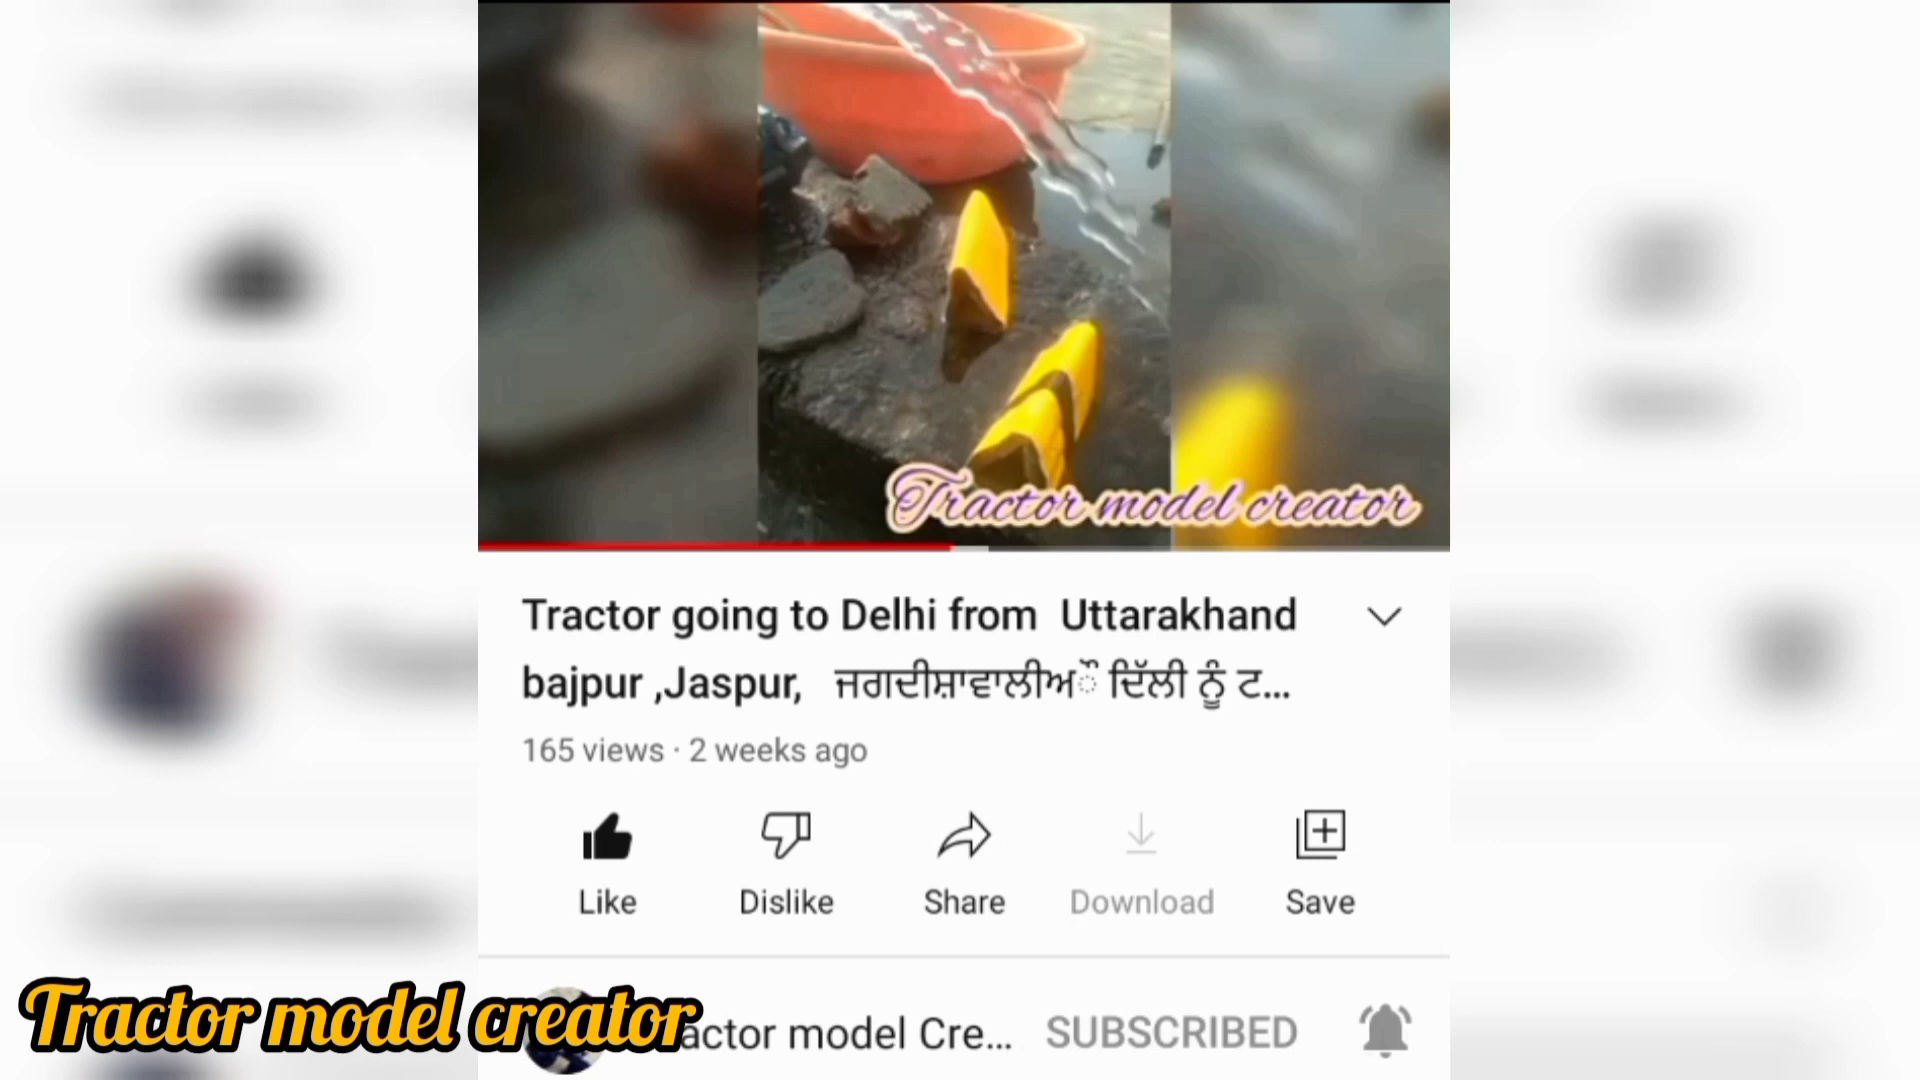 Tractor model creator
Tractor going to Delhi from Uttarakhand
bajpur ,Jaspur, ਜਗਦੀਸ਼ਾਵਾਲੀਅ ੌ ਦਿੱਲੀ ਨੂੰ ਟ...
165 views · 2 weeks ago
Like Dislike Share Download Save
Tractor model creator
actor model Cre... SUBSCRIBED